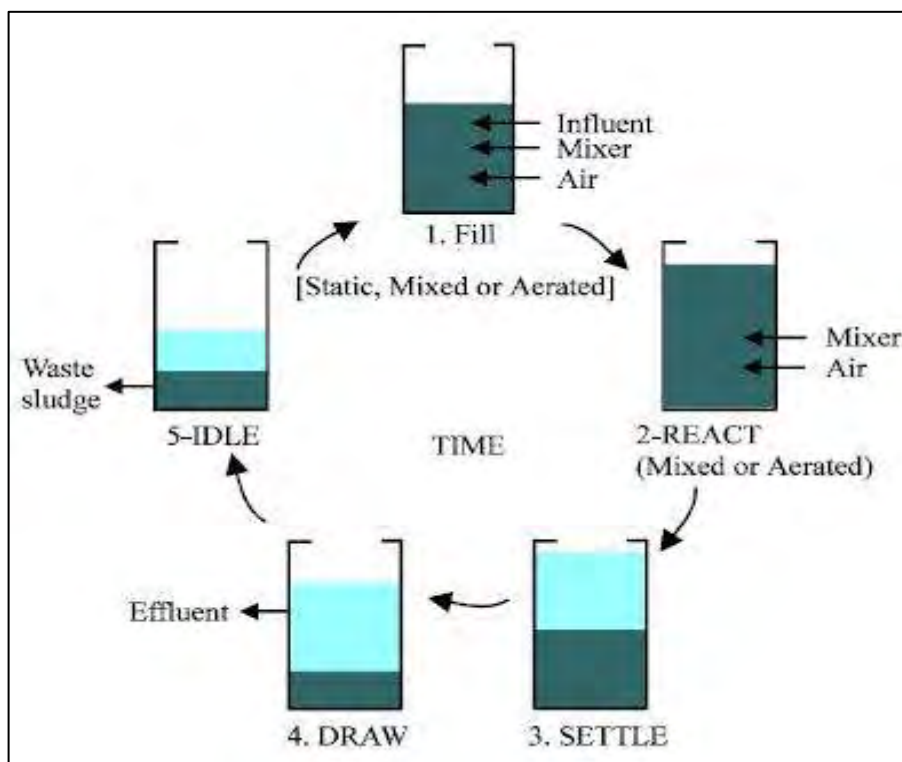 Influent
Mixer
Air
1. Fill
[Static, Mixed or Aerated]
Mixer
Air
2-REACT
(Mixed or Aerated)
3. SETTLE
Effluent
4. DRAW
Waste
sludge
5-IDLE
TIME